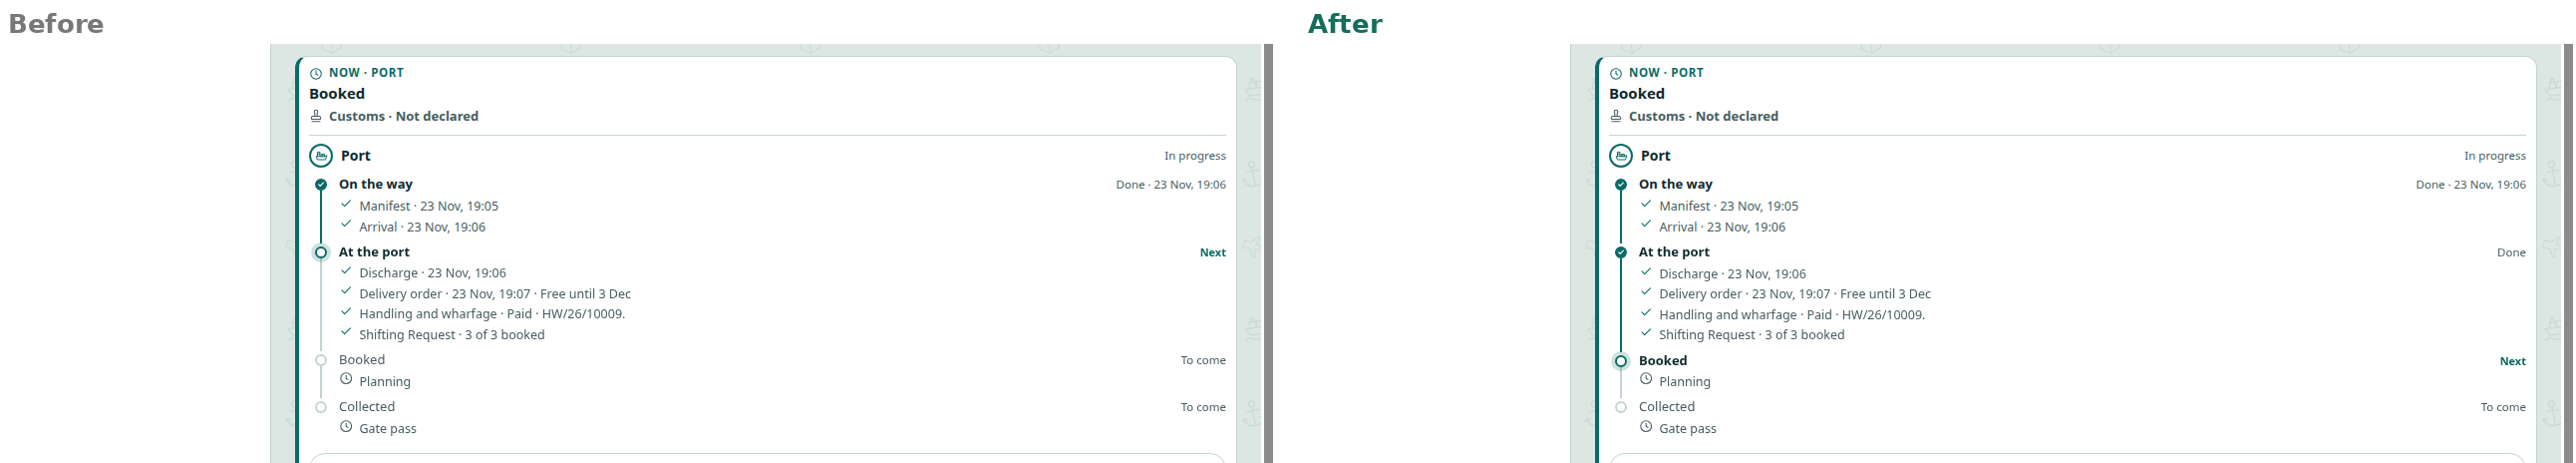 Before
NOW · PORT
Booked
Customs · Not declared
Port
In progress
On the way
Done · 23 Nov, 19:06
Manifest · 23 Nov, 19:05
Arrival · 23 Nov, 19:06
At the port
Next
Discharge · 23 Nov, 19:06
Delivery order · 23 Nov, 19:07 · Free until 3 Dec
Handling and wharfage · Paid · HW/26/10009.
Shifting Request · 3 of 3 booked
Booked
To come
Planning
Collected
To come
Gate pass
After
NOW · PORT
Booked
Customs · Not declared
Port
In progress
On the way
Done · 23 Nov, 19:06
Manifest · 23 Nov, 19:05
Arrival · 23 Nov, 19:06
At the port
Done
Discharge · 23 Nov, 19:06
Delivery order · 23 Nov, 19:07 · Free until 3 Dec
Handling and wharfage · Paid · HW/26/10009.
Shifting Request · 3 of 3 booked
Booked
Next
Planning
Collected
To come
Gate pass